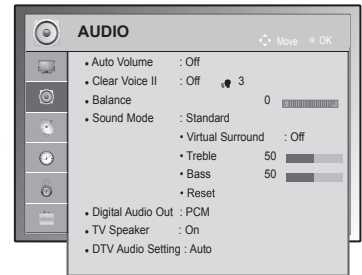 AUDIO
Move OK
• Auto Volume : Off
• Clear Voice II : Off 3
• Balance 0
• Sound Mode : Standard
• Virtual Surround : Off
• Treble 50
• Bass 50
• Reset
• Digital Audio Out : PCM
• TV Speaker : On
• DTV Audio Setting : Auto